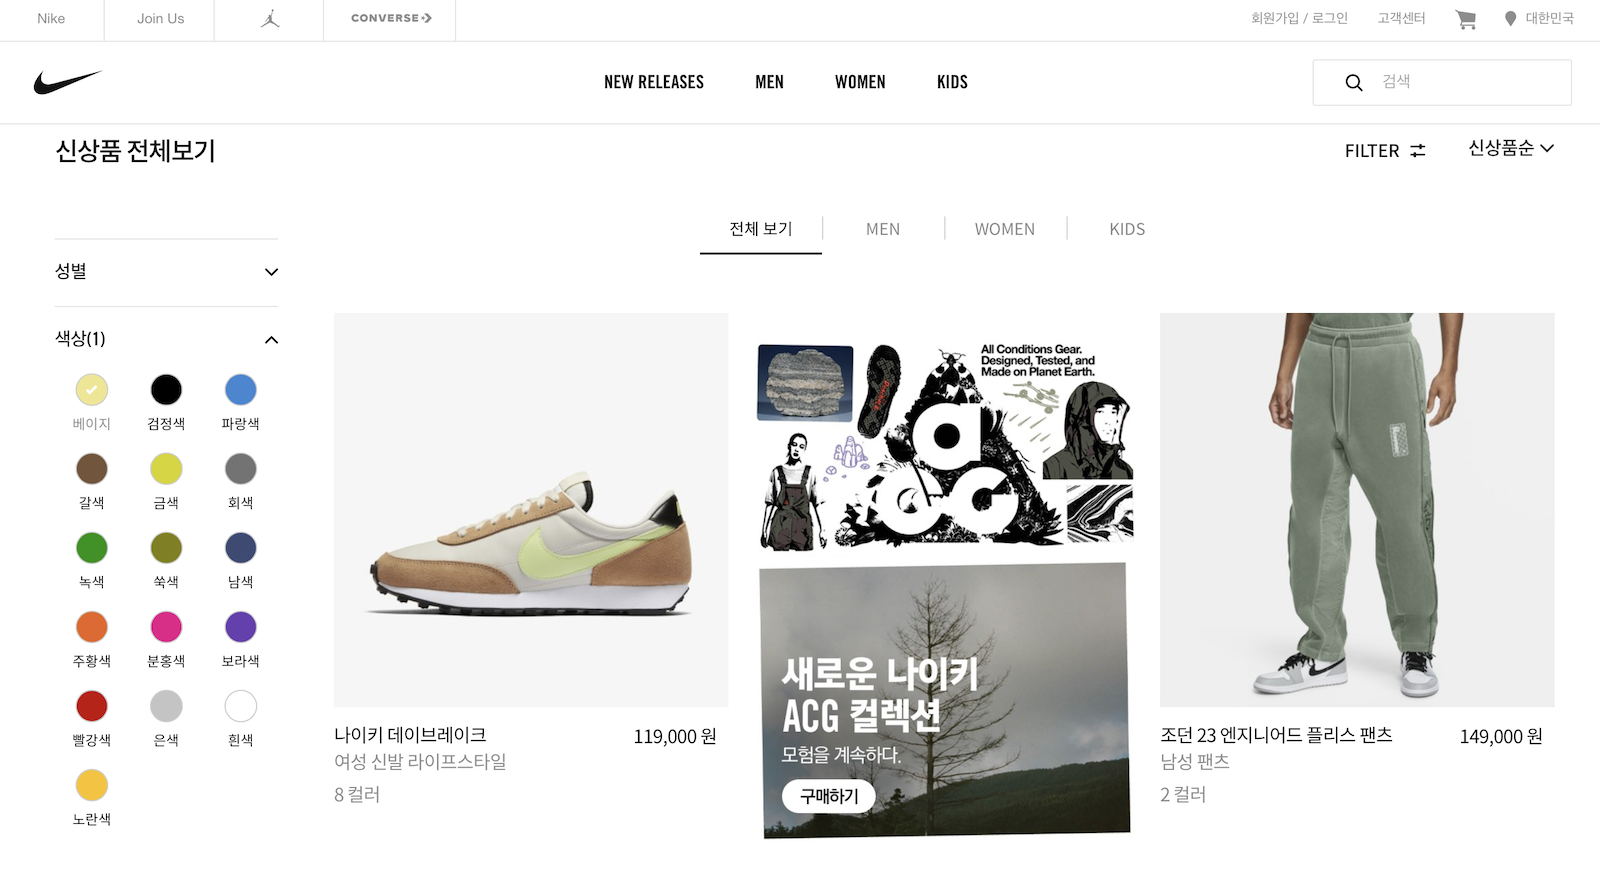 Nike
Join Us
CONVERSE
회원가입 / 로그인
고객센터
대한민국
NEW RELEASES
MEN
WOMEN
KIDS
검색
신상품 전체보기
FILTER
신상품순
전체 보기
MEN
WOMEN
KIDS
성별
색상(1)
베이지
검정색
파랑색
갈색
금색
회색
녹색
쑥색
남색
주황색
분홍색
보라색
빨강색
은색
흰색
노란색
나이키 데이브레이크
119,000 원
여성 신발 라이프스타일
8 컬러
All Conditions Gear.
Designed, Tested, and
Made on Planet Earth.
acc
새로운 나이키
ACG 컬렉션
모험을 계속하다.
구매하기
조던 23 엔지니어드 플리스 팬츠
149,000 원
남성 팬츠
2 컬러